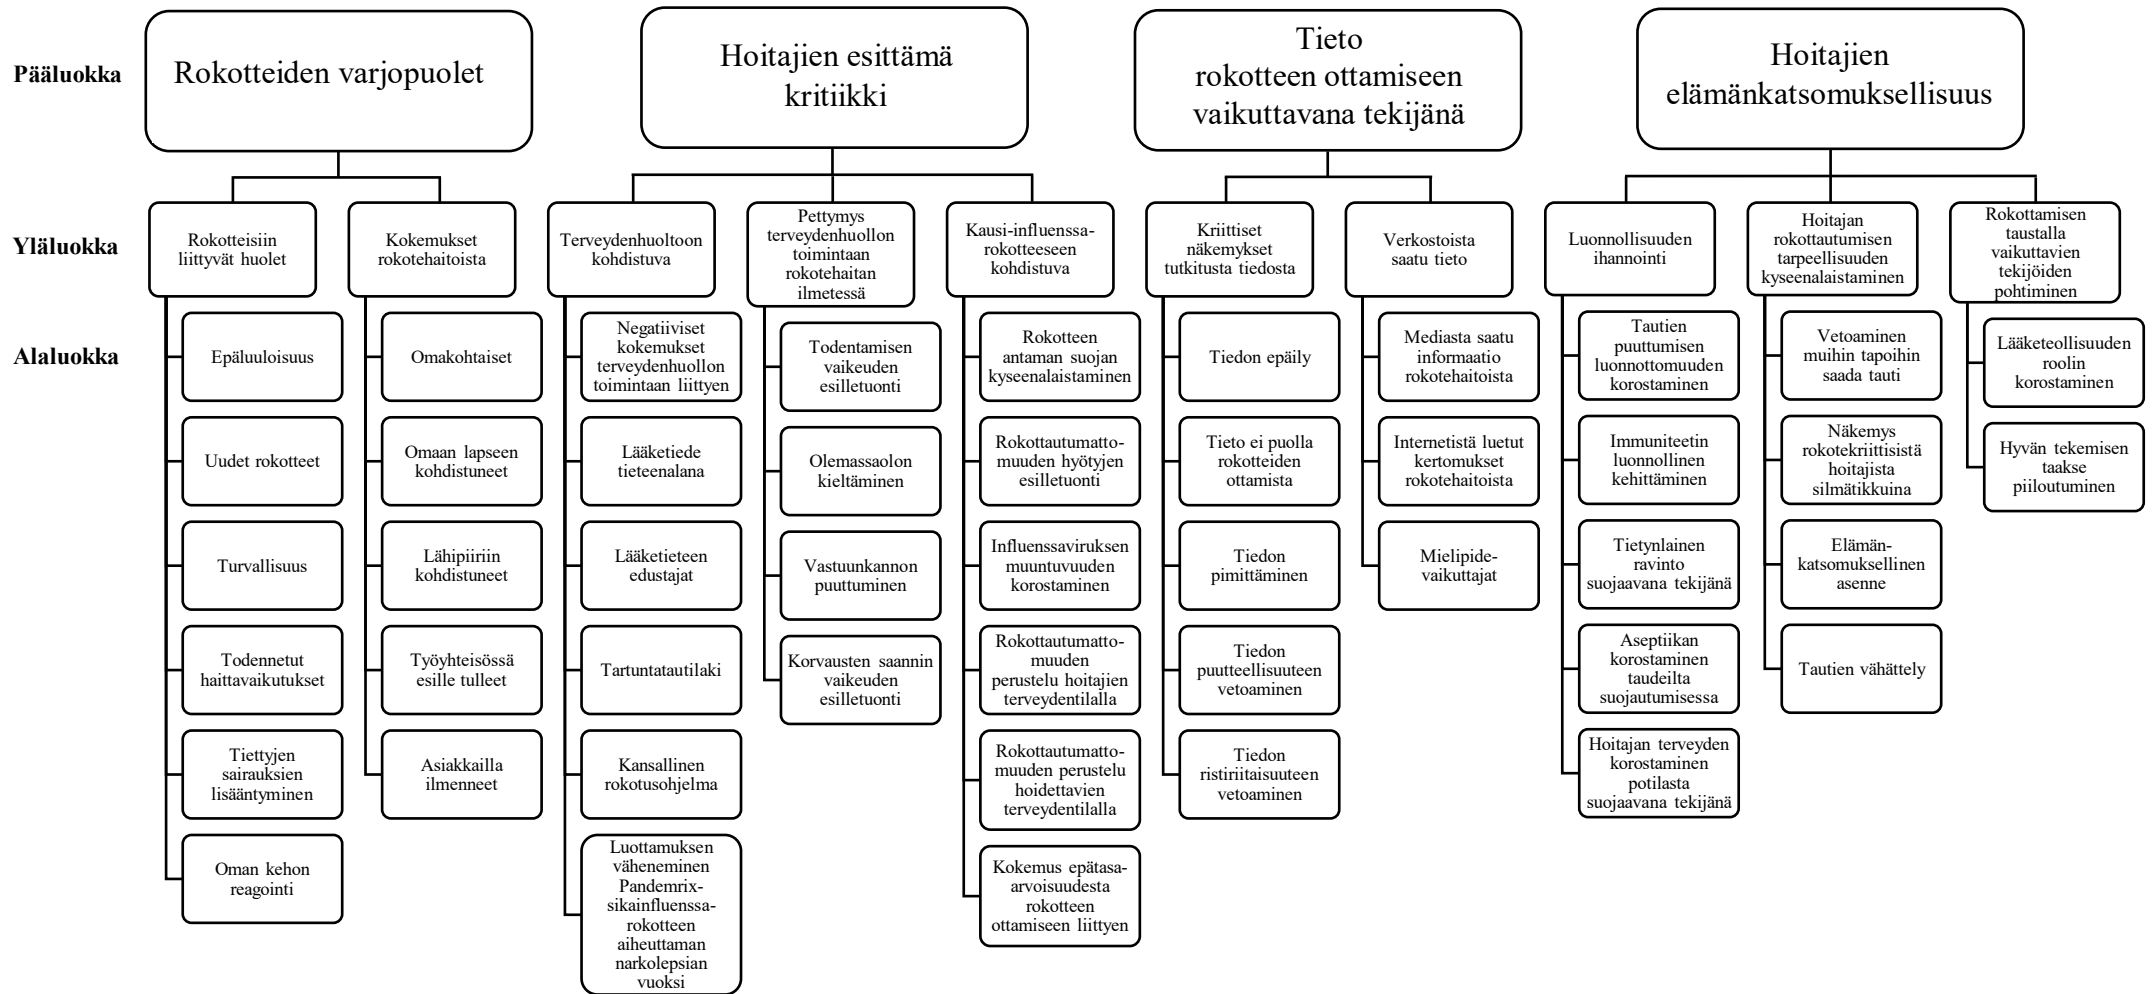 Pääluokka
Rokotteiden varjopuolet
Hoitajien esittämä
kritiikki
Tieto
rokotteen ottamiseen
vaikuttavana tekijänä
Hoitajien
elämänkatsomuksellisuus
Yläluokka
Rokotteisiin
liittyvät huolet
Kokemukset
rokotehaitoista
Terveydenhuoltoon
kohdistuva
Pettymys
terveydenhuollon
toimintaan
rokotehaitan
ilmetessä
Kausi-influenssa-
rokotteeseen
kohdistuva
Kriittiset
näkemykset
tutkitusta tiedosta
Verkostoista
saatu tieto
Luonnollisuuden
ihannointi
Hoitajan
rokottautumisen
tarpeellisuuden
kyseenalaistaminen
Rokottamisen
taustalla
vaikuttavien
tekijöiden
pohtiminen
Alaluokka
Epäluuloisuus
Uudet rokotteet
Turvallisuus
Todennetut
haittavaikutukset
Tiettyjen
sairauksien
lisääntyminen
Oman kehon
reagointi
Omakohtaiset
Omaan lapseen
kohdistuneet
Lähipiiriin
kohdistuneet
Työyhteisössä
esille tulleet
Asiakkailla
ilmenneet
Negatiiviset
kokemukset
terveydenhuollon
toimintaan liittyen
Lääketiede
tieteenalana
Lääketieteen
edustajat
Tartuntatautilaki
Kansallinen
rokotusohjelma
Luottamuksen
väheneminen
Pandemrix-
sikainfluenssa-
rokotteen
aiheuttaman
narkolepsian
vuoksi
Todentamisen
vaikeuden
esilletuonti
Olemassaolon
kieltäminen
Vastuunkannon
puuttuminen
Korvausten saannin
vaikeuden
esilletuonti
Rokotteen
antaman suojan
kyseenalaistaminen
Rokottautumatto-
muuden hyötyjen
esilletuonti
Influenssaviruksen
muuntuvuuden
korostaminen
Rokottautumatto-
muuden
perustelu hoitajien
terveydentilalla
Rokottautumatto-
muuden perustelu
hoidettavien
terveydentilalla
Kokemus epätasa-
arvoisuudesta
rokotteen
ottamiseen liittyen
Tiedon epäily
Tieto ei puolla
rokotteiden
ottamista
Tiedon
pimittäminen
Tiedon
puutteellisuuteen
vetoaminen
Tiedon
ristiriitaisuuteen
vetoaminen
Mediasta saatu
informaatio
rokotehaitoista
Internetistä luetut
kertomukset
rokotehaitoista
Mielipide-
vaikuttajat
Tautien
puuttumisen
luonnottomuuden
korostaminen
Immuniteetin
luonnollinen
kehittäminen
Tietynlainen
ravinto
suojaavana tekijänä
Aseptiikan
korostaminen
taudeilta
suojautumisessa
Hoitajan terveyden
korostaminen
potilasta
suojaavana tekijänä
Vetoaminen
muihin tapoihin
saada tauti
Näkemys
rokotekriittisistä
hoitajista
silmätikkuina
Elämän-
katsomuksellinen
asenne
Tautien vähättely
Lääketeollisuuden
roolin
korostaminen
Hyvän tekemisen
taakse
piiloutuminen